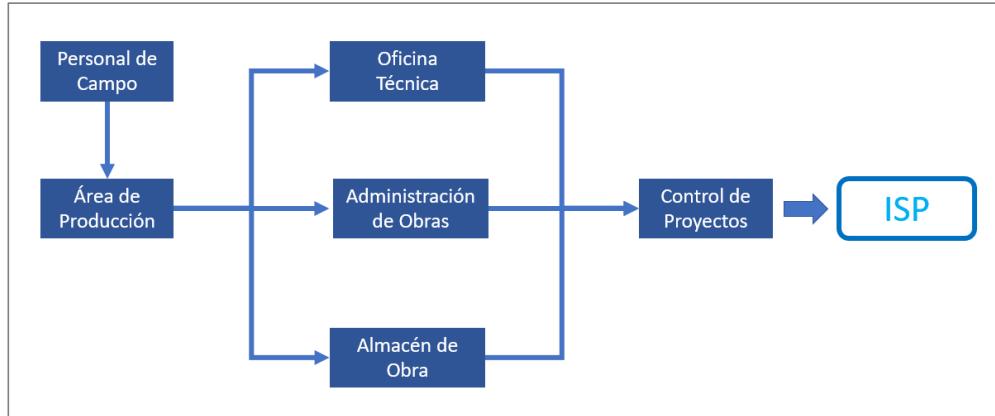 Personal de
Campo
Oficina
Técnica
Área de
Producción
Administración
de Obras
Control de
Proyectos
ISP
Almacén de
Obra